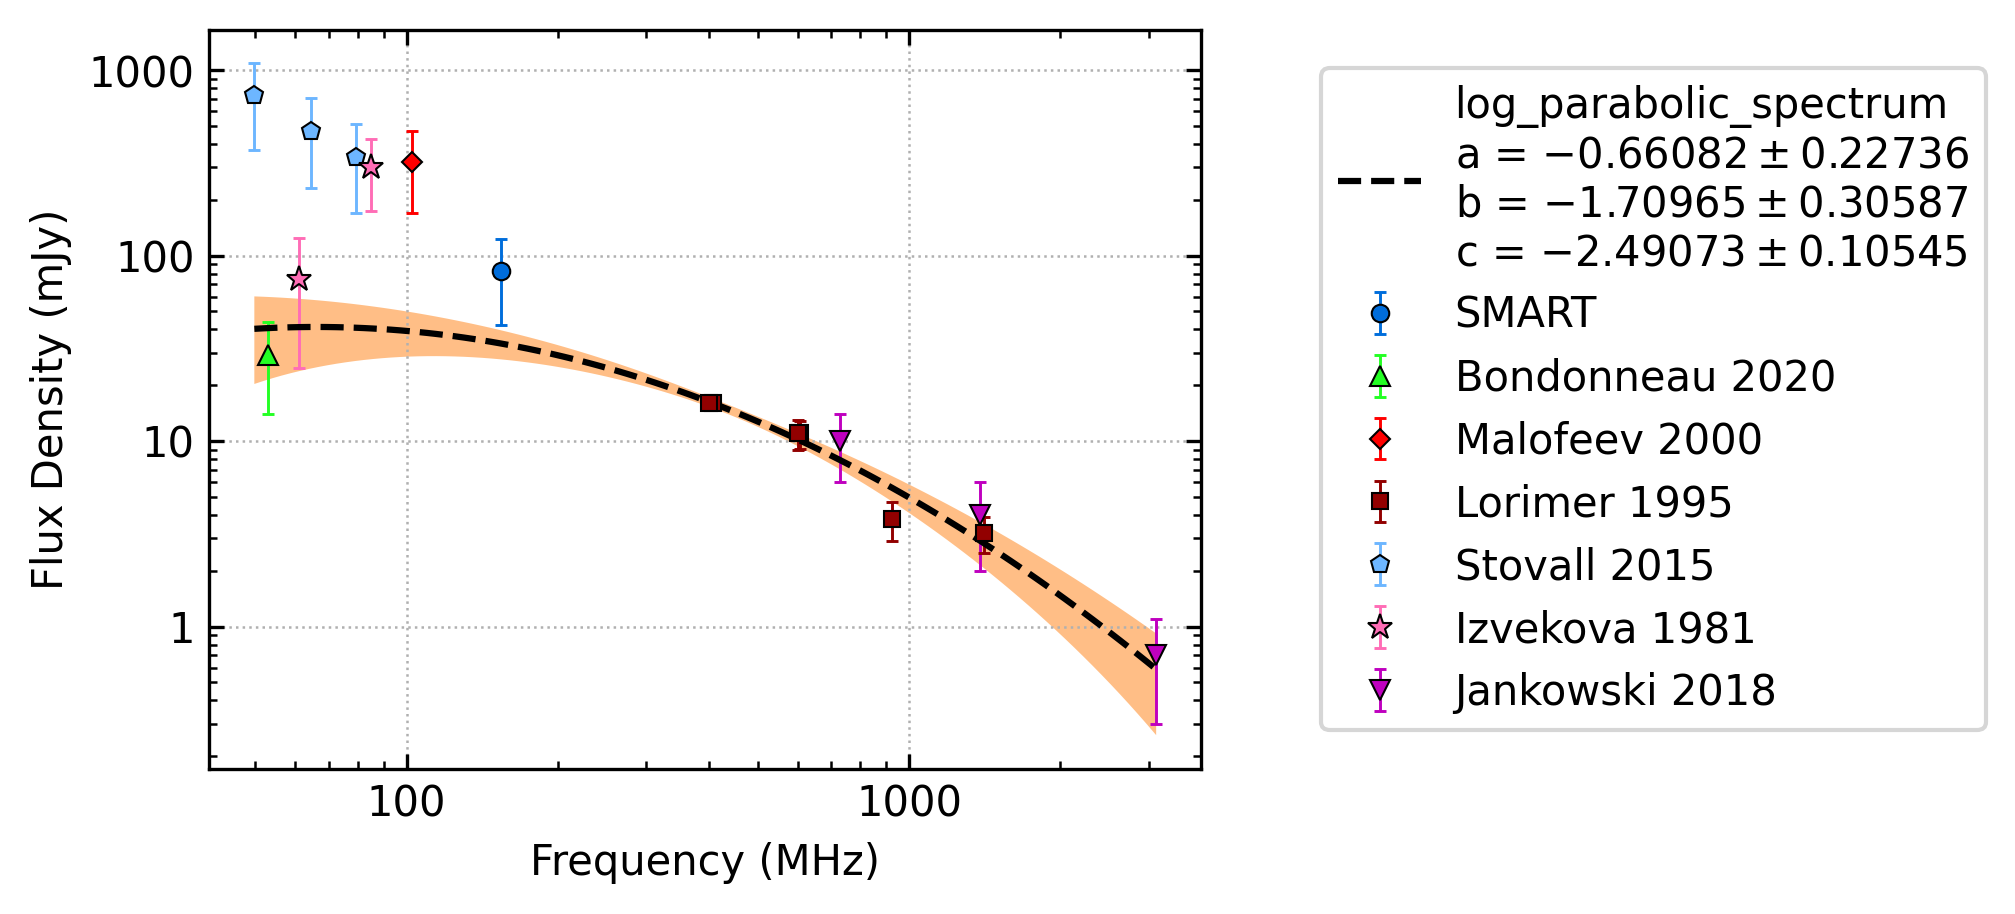 1000
100
10
1
Flux Density (mJy)
100
1000
Frequency (MHz)
log_parabolic_spectrum
a = −0.66082 ± 0.22736
b = −1.70965 ± 0.30587
c = −2.49073 ± 0.10545
SMART
Bondonneau 2020
Malofeev 2000
Lorimer 1995
Stovall 2015
Izvekova 1981
Jankowski 2018